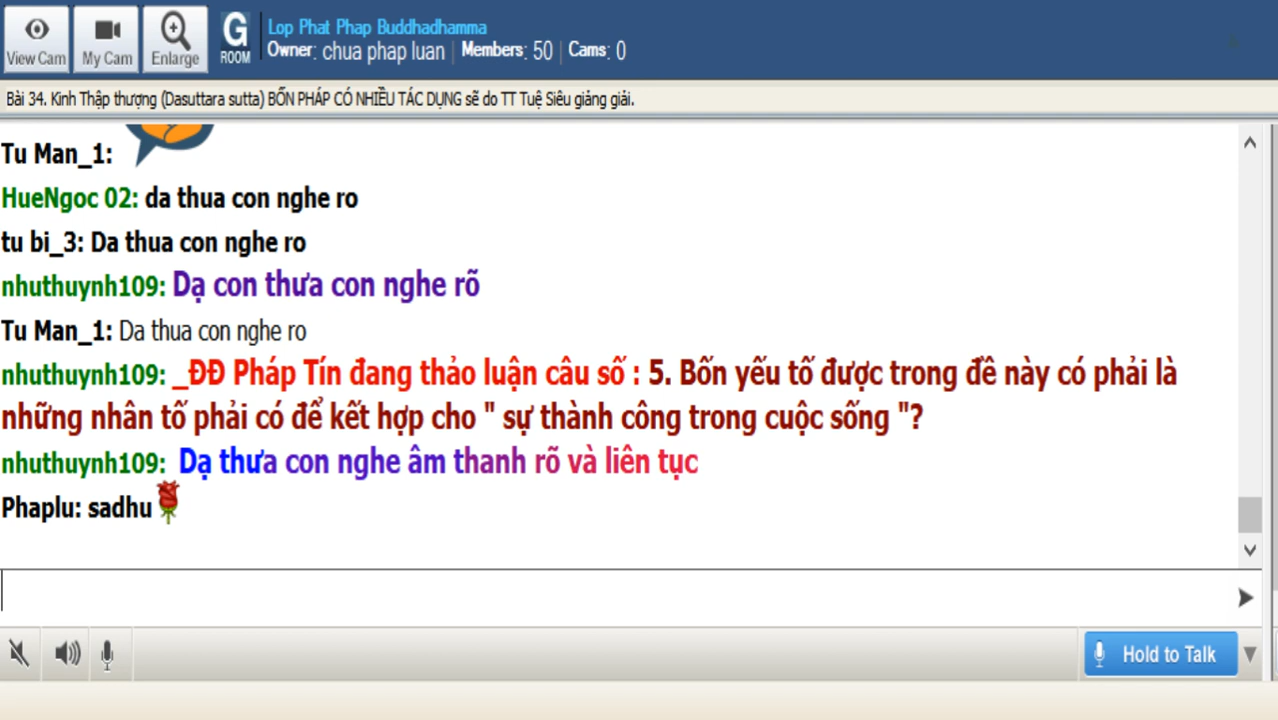 View Cam My Cam Enlarge G ROOM Lop Phat Phap Buddhadhamma
Owner: chua phap luan | Members: 50 | Cams: 0
Bài 34. Kinh Thập thượng (Dasuttara sutta) BỐN PHÁP CÓ NHIỀU TÁC DỤNG sẽ do TT Tuệ Siêu giảng giải.
Tu Man_1:
HueNgoc 02: da thua con nghe ro
tu bi_3: Da thua con nghe ro
nhuthuynh109: Dạ con thưa con nghe rõ
Tu Man_1: Da thua con nghe ro
nhuthuynh109: _ĐĐ Pháp Tín đang thảo luận câu số : 5. Bốn yếu tố được trong đề này có phải là
những nhân tố phải có để kết hợp cho " sự thành công trong cuộc sống "?
nhuthuynh109: Dạ thưa con nghe âm thanh rõ và liên tục
Phaplu: sadhu
Hold to Talk